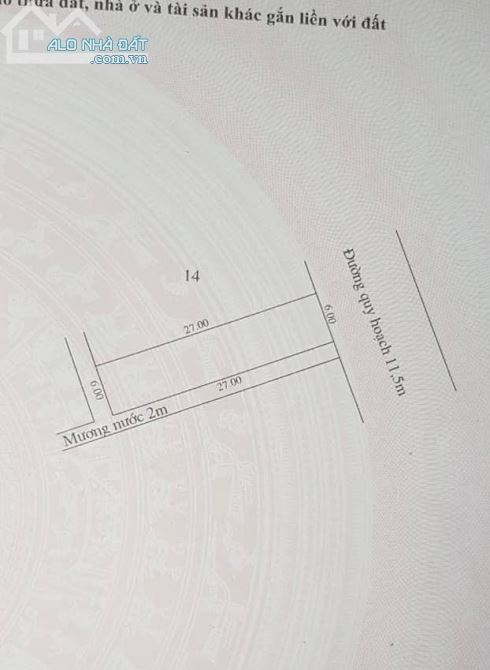 thửa đất, nhà ở và tài sản khác gắn liền với đất
ALO NHÀ ĐẤT
.com.vn
14
Đường quy hoạch 11,5m
27.00
6.00
6.00
27.00
Mương nước 2m